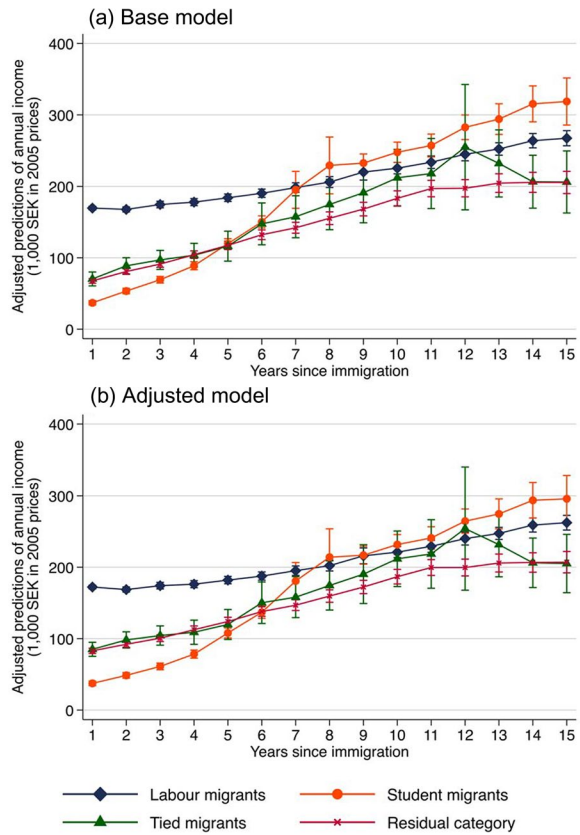 (a) Base model
Adjusted predictions of annual income
(1,000 SEK in 2005 prices)
400
300
200
100
0
1 2 3 4 5 6 7 8 9 10 11 12 13 14 15
Years since immigration
(b) Adjusted model
Adjusted predictions of annual income
(1,000 SEK in 2005 prices)
400
300
200
100
0
1 2 3 4 5 6 7 8 9 10 11 12 13 14 15
Years since immigration
Labour migrants Student migrants
Tied migrants Residual category